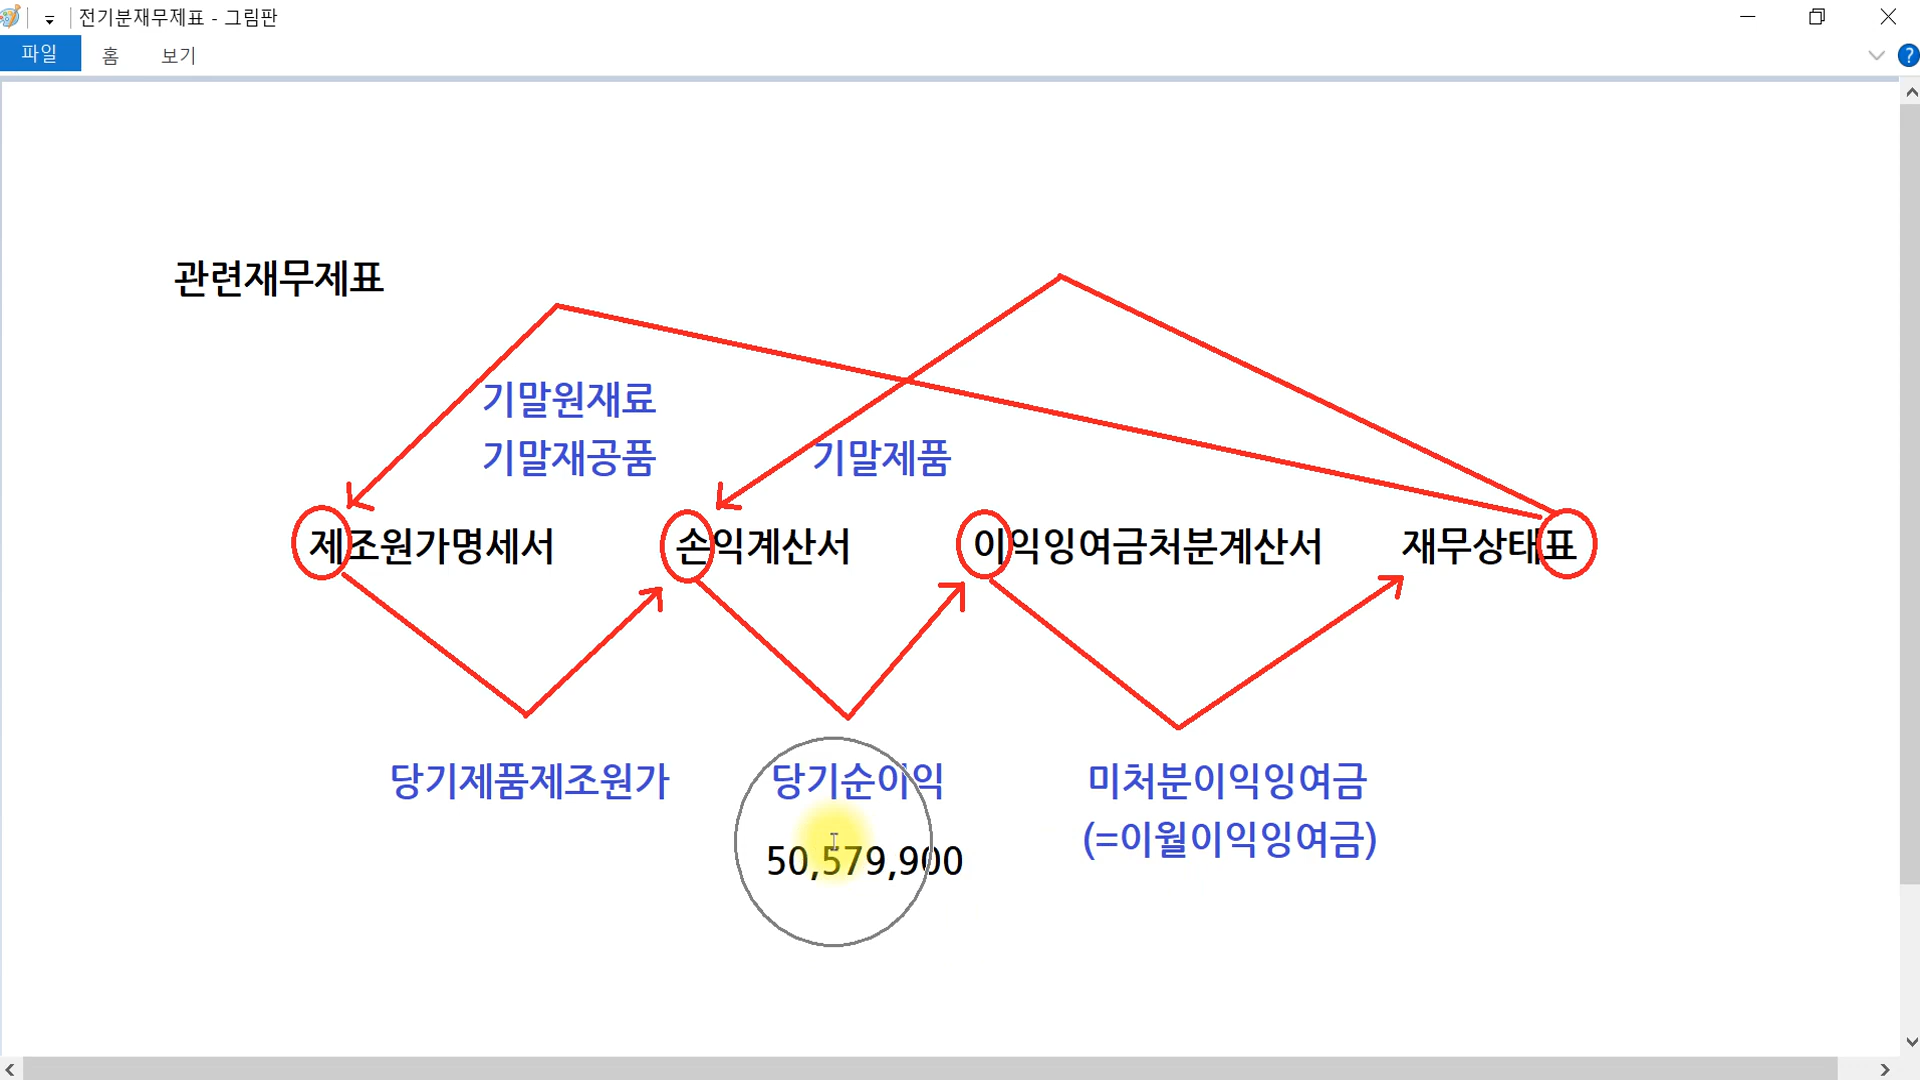 전기분재무제표 - 그림판
파일 홈 보기
?
관련재무제표
기말원재료
기말재공품 기말제품
제조원가명세서 손익계산서 이익잉여금처분계산서 재무상태표
당기제품제조원가 당기순이익 미처분이익잉여금
(=이월이익잉여금)
50,579,900